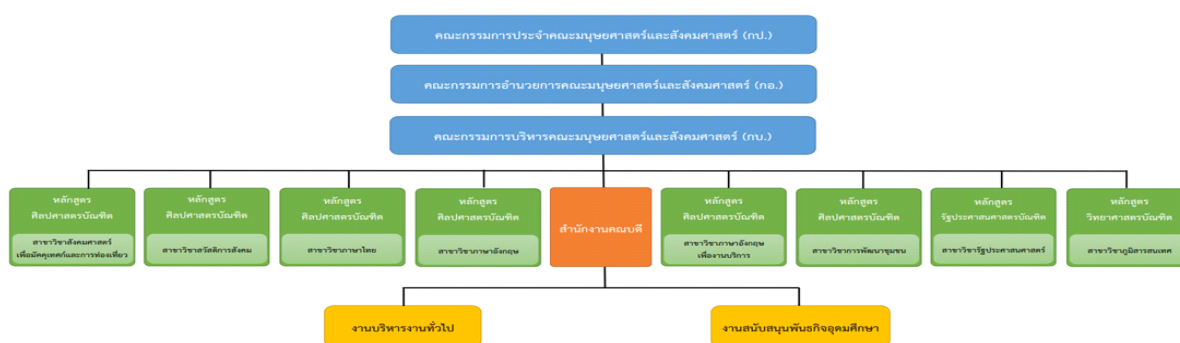 คณะกรรมการประจำคณะมนุษยศาสตร์และสังคมศาสตร์ (กป.)
คณะกรรมการอำนวยการคณะมนุษยศาสตร์และสังคมศาสตร์ (กอ.)
คณะกรรมการบริหารคณะมนุษยศาสตร์และสังคมศาสตร์ (กบ.)
หลักสูตร
ศิลปศาสตรบัณฑิต
สาขาวิชาสังคมศาสตร์
เพื่อมัคคุเทศก์และการท่องเที่ยว
หลักสูตร
ศิลปศาสตรบัณฑิต
สาขาวิชาสวัสดิการสังคม
หลักสูตร
ศิลปศาสตรบัณฑิต
สาขาวิชาภาษาไทย
หลักสูตร
ศิลปศาสตรบัณฑิต
สาขาวิชาภาษาอังกฤษ
สำนักงานคณบดี
หลักสูตร
ศิลปศาสตรบัณฑิต
สาขาวิชาภาษาอังกฤษ
เพื่องานบริการ
หลักสูตร
ศิลปศาสตรบัณฑิต
สาขาวิชาการพัฒนาชุมชน
หลักสูตร
รัฐประศาสนศาสตรบัณฑิต
สาขาวิชารัฐประศาสนศาสตร์
หลักสูตร
วิทยาศาสตรบัณฑิต
สาขาวิชาภูมิสารสนเทศ
งานบริหารงานทั่วไป
งานสนับสนุนพันธกิจอุดมศึกษา